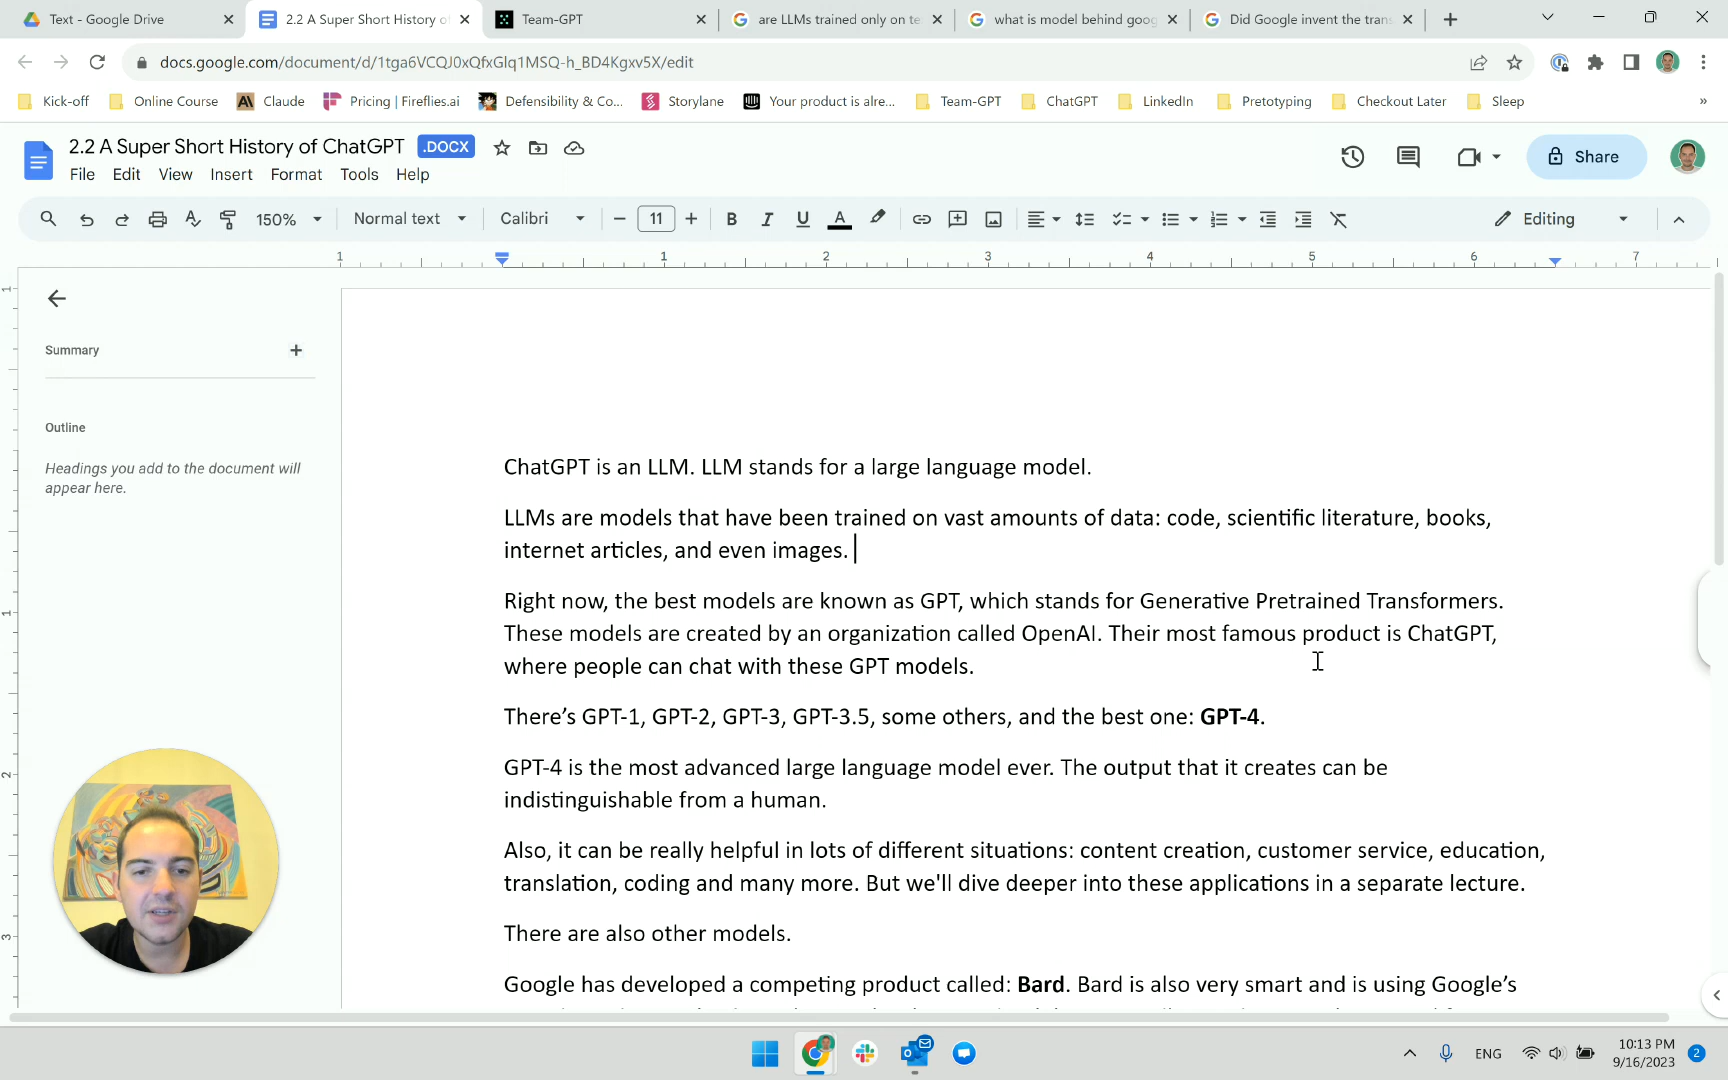 Text - Google Drive
2.2 A Super Short History o
Team-GPT
are LLMs trained only on te
what is model behind goog
Did Google invent the trans
docs.google.com/document/d/1tga6VCQJ0xQfxGlq1MSQ-h_BD4Kgxv5X/edit
Kick-off
Online Course
Claude
Pricing | Fireflies.ai
Defensibility & Co...
Storylane
Your product is alre...
Team-GPT
ChatGPT
LinkedIn
Pretotyping
Checkout Later
Sleep
»
2.2 A Super Short History of ChatGPT .DOCX
File Edit View Insert Format Tools Help
Share
150% Normal text Calibri 11 B I U A Editing
1 1 2 3 4 5 6 7
Summary
Outline
Headings you add to the document will
appear here.
1
1
2
3
ChatGPT is an LLM. LLM stands for a large language model.
LLMs are models that have been trained on vast amounts of data: code, scientific literature, books,
internet articles, and even images.
Right now, the best models are known as GPT, which stands for Generative Pretrained Transformers.
These models are created by an organization called OpenAI. Their most famous product is ChatGPT,
where people can chat with these GPT models.
There’s GPT-1, GPT-2, GPT-3, GPT-3.5, some others, and the best one: GPT-4.
GPT-4 is the most advanced large language model ever. The output that it creates can be
indistinguishable from a human.
Also, it can be really helpful in lots of different situations: content creation, customer service, education,
translation, coding and many more. But we'll dive deeper into these applications in a separate lecture.
There are also other models.
Google has developed a competing product called: Bard. Bard is also very smart and is using Google’s
ENG
10:13 PM
9/16/2023
2